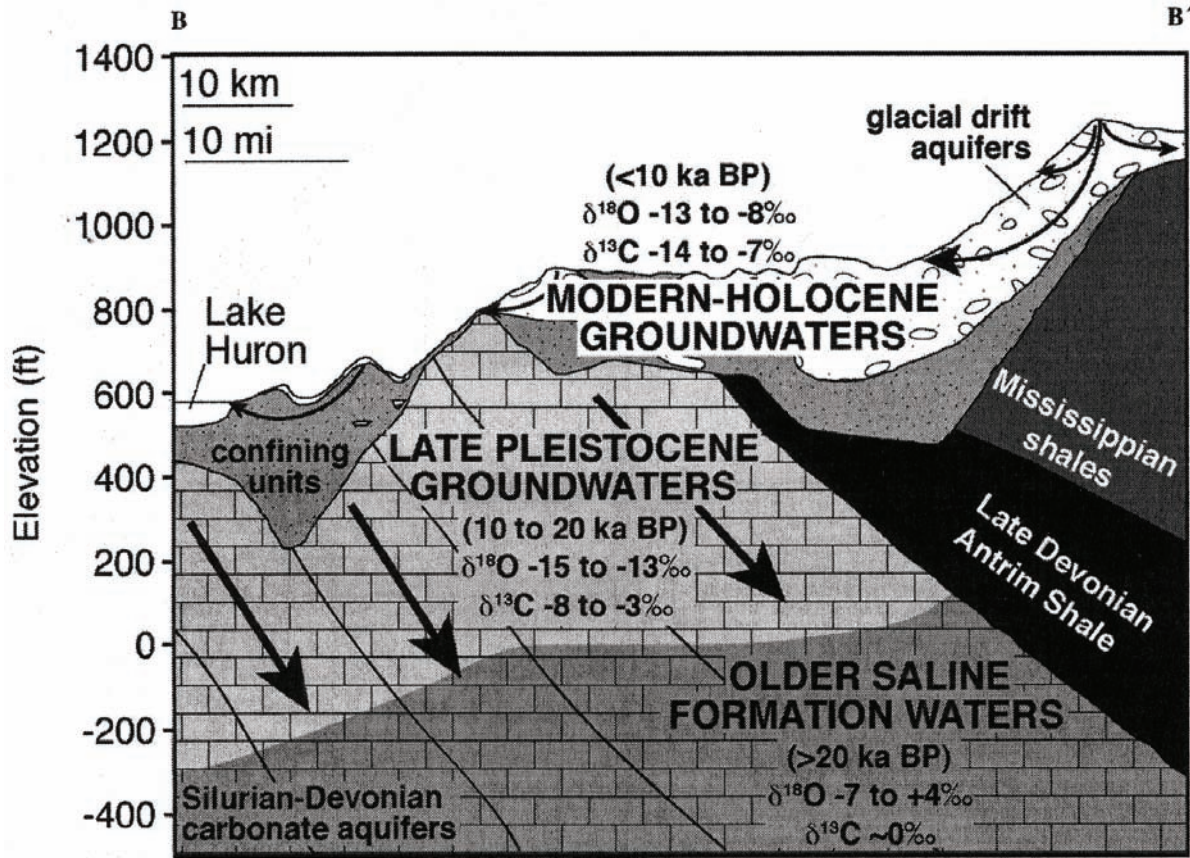 B
B´
1400
1200
1000
800
600
400
200
0
-200
-400
Elevation (ft)
10 km
10 mi
glacial drift
aquifers
(<10 ka BP)
δ¹⁸O -13 to -8‰
δ¹³C -14 to -7‰
MODERN-HOLOCENE
GROUNDWATERS
Lake
Huron
confining
units
LATE PLEISTOCENE
GROUNDWATERS
(10 to 20 ka BP)
δ¹⁸O -15 to -13‰
δ¹³C -8 to -3‰
Mississippian
shales
Late Devonian
Antrim Shale
OLDER SALINE
FORMATION WATERS
(>20 ka BP)
δ¹⁸O -7 to +4‰
δ¹³C ~0‰
Silurian-Devonian
carbonate aquifers